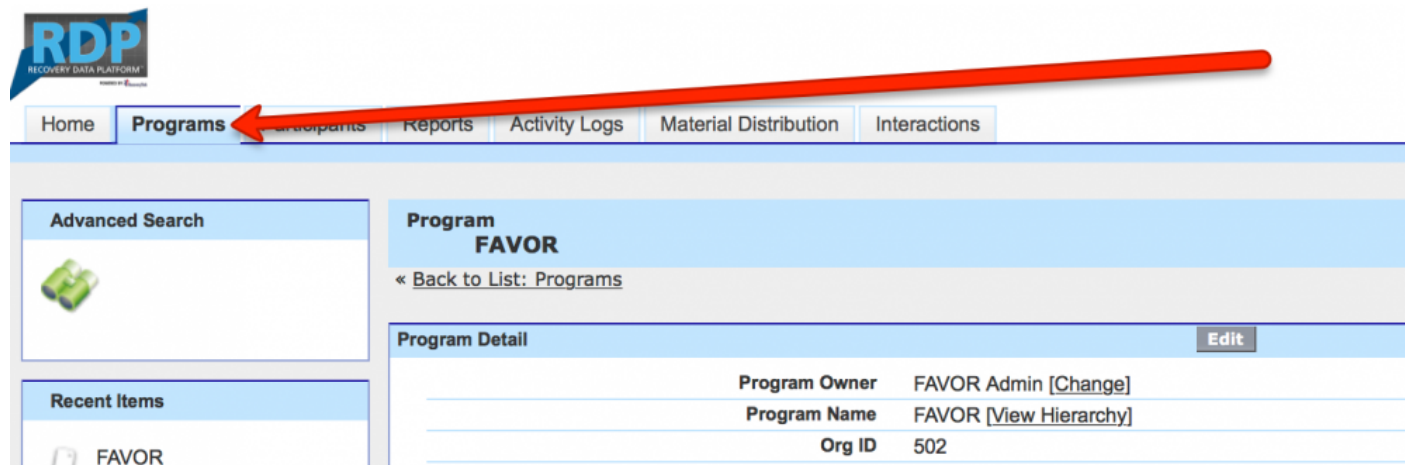 RDP
RECOVERY DATA PLATFORM
Home Programs Participants Reports Activity Logs Material Distribution Interactions
Advanced Search
Program
FAVOR
« Back to List: Programs
Program Detail Edit
Program Owner FAVOR Admin [Change]
Recent Items
Program Name FAVOR [View Hierarchy]
Org ID 502
FAVOR